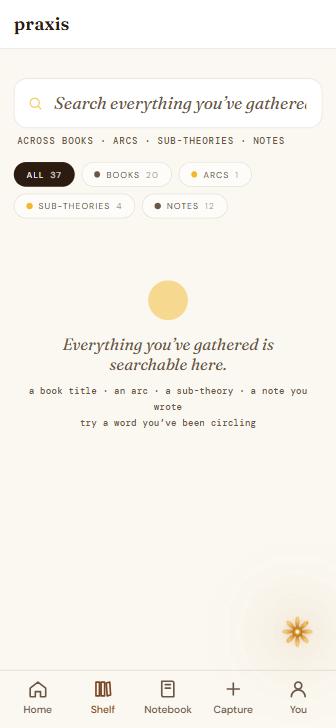 praxis
Search everything you've gathere
ACROSS BOOKS · ARCS · SUB-THEORIES · NOTES
ALL 37
BOOKS 20
ARCS 1
SUB-THEORIES 4
NOTES 12
Everything you've gathered is
searchable here.
a book title · an arc · a sub-theory · a note you
wrote
try a word you've been circling
Home
Shelf
Notebook
Capture
You